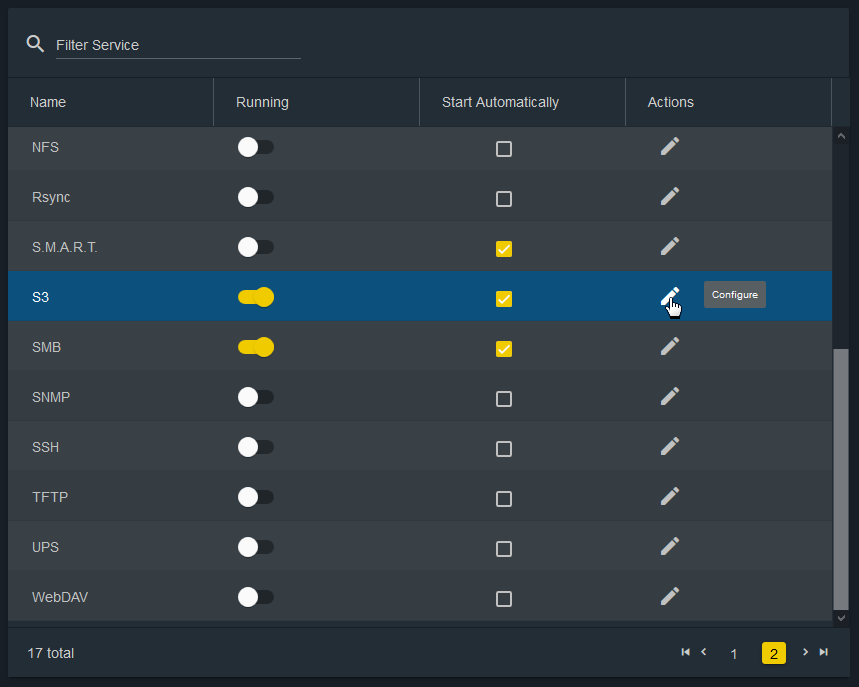 Filter Service
Name Running Start Automatically Actions
NFS
Rsync
S.M.A.R.T.
S3 Configure
SMB
SNMP
SSH
TFTP
UPS
WebDAV
17 total 1 2